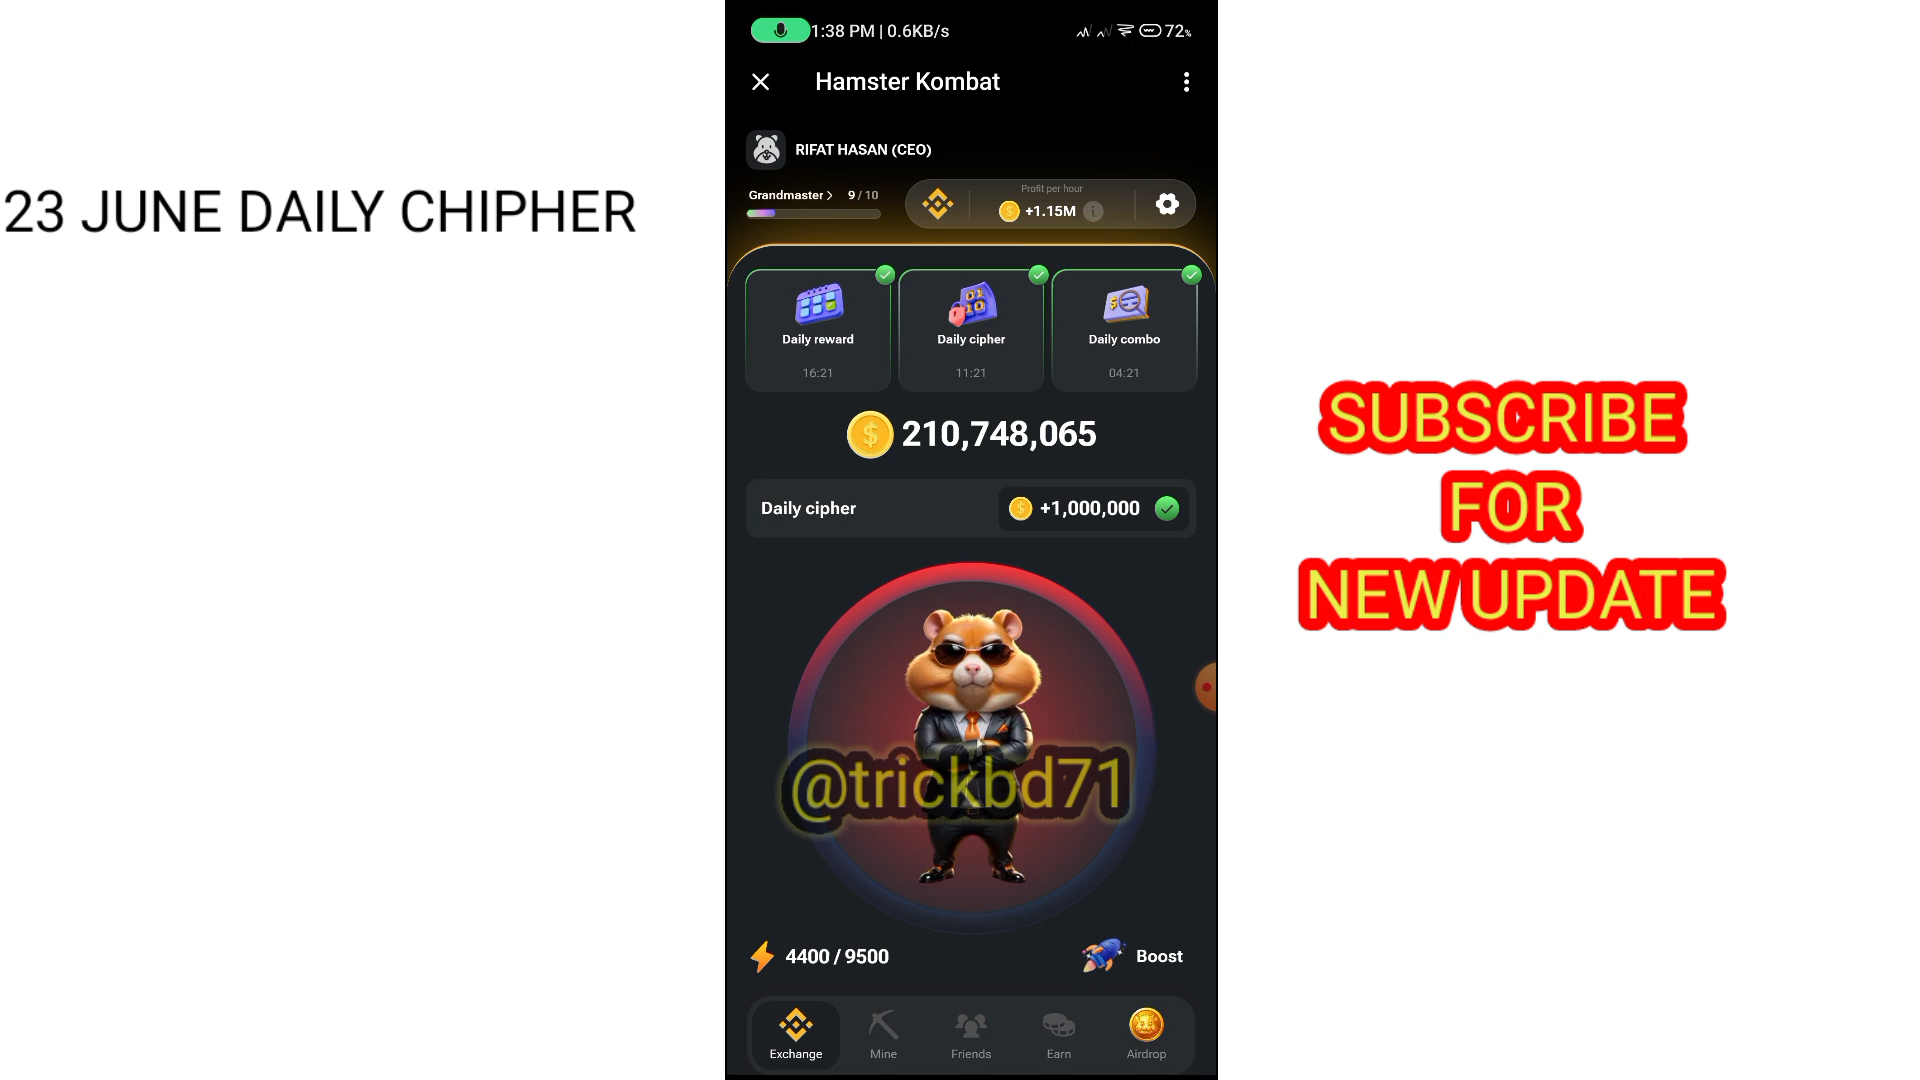 1:38 PM | 0.6KB/s 72%
Hamster Kombat
RIFAT HASAN (CEO)
Grandmaster > 9 / 10
Profit per hour
+1.15M
23 JUNE DAILY CHIPHER
Daily reward
16:21
Daily cipher
11:21
Daily combo
04:21
210,748,065
Daily cipher +1,000,000
SUBSCRIBE
FOR
NEW UPDATE
@trickbd71
4400 / 9500
Boost
Exchange
Mine
Friends
Earn
Airdrop